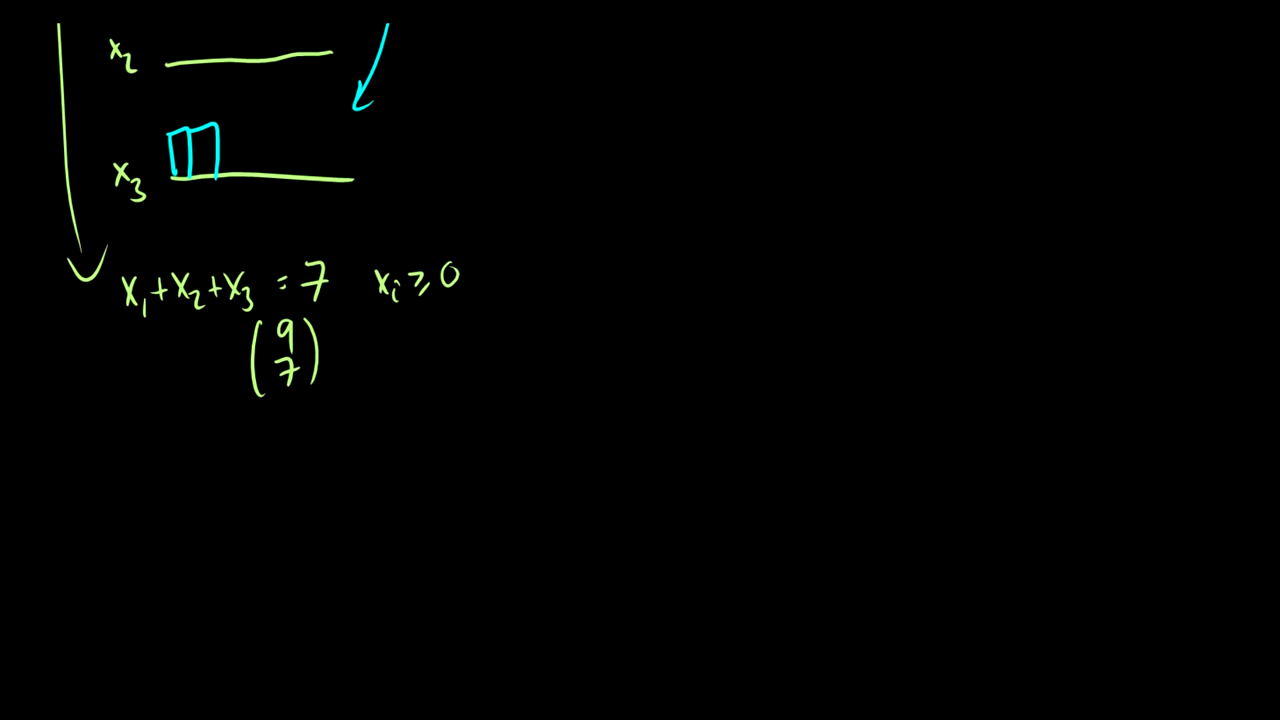 x₂
x₃
x₁+x₂+x₃ = 7 xᵢ ≥ 0
(9
7)